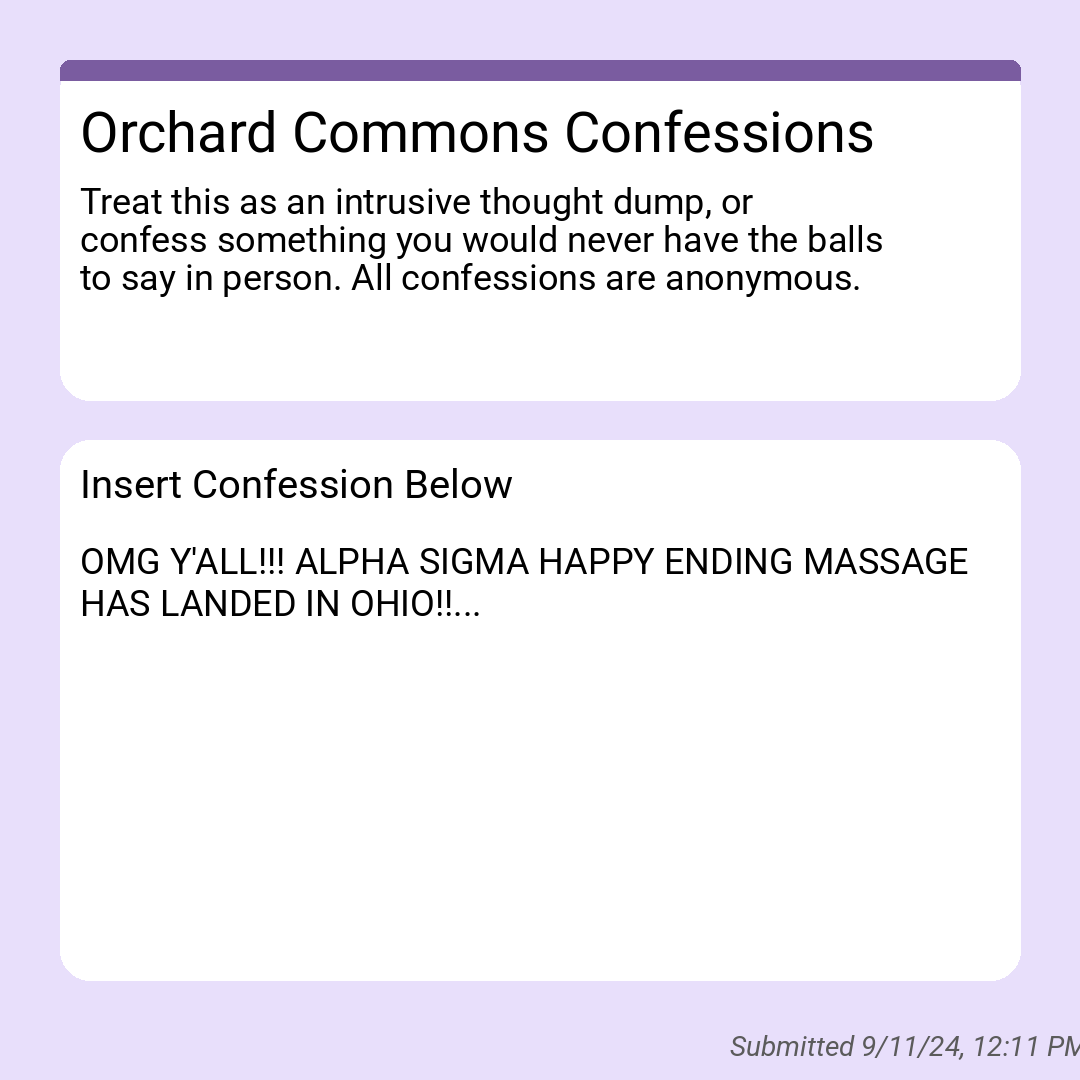 Orchard Commons Confessions
Treat this as an intrusive thought dump, or
confess something you would never have the balls
to say in person. All confessions are anonymous.
Insert Confession Below
OMG Y'ALL!!! ALPHA SIGMA HAPPY ENDING MASSAGE
HAS LANDED IN OHIO!!...
Submitted 9/11/24, 12:11 PM